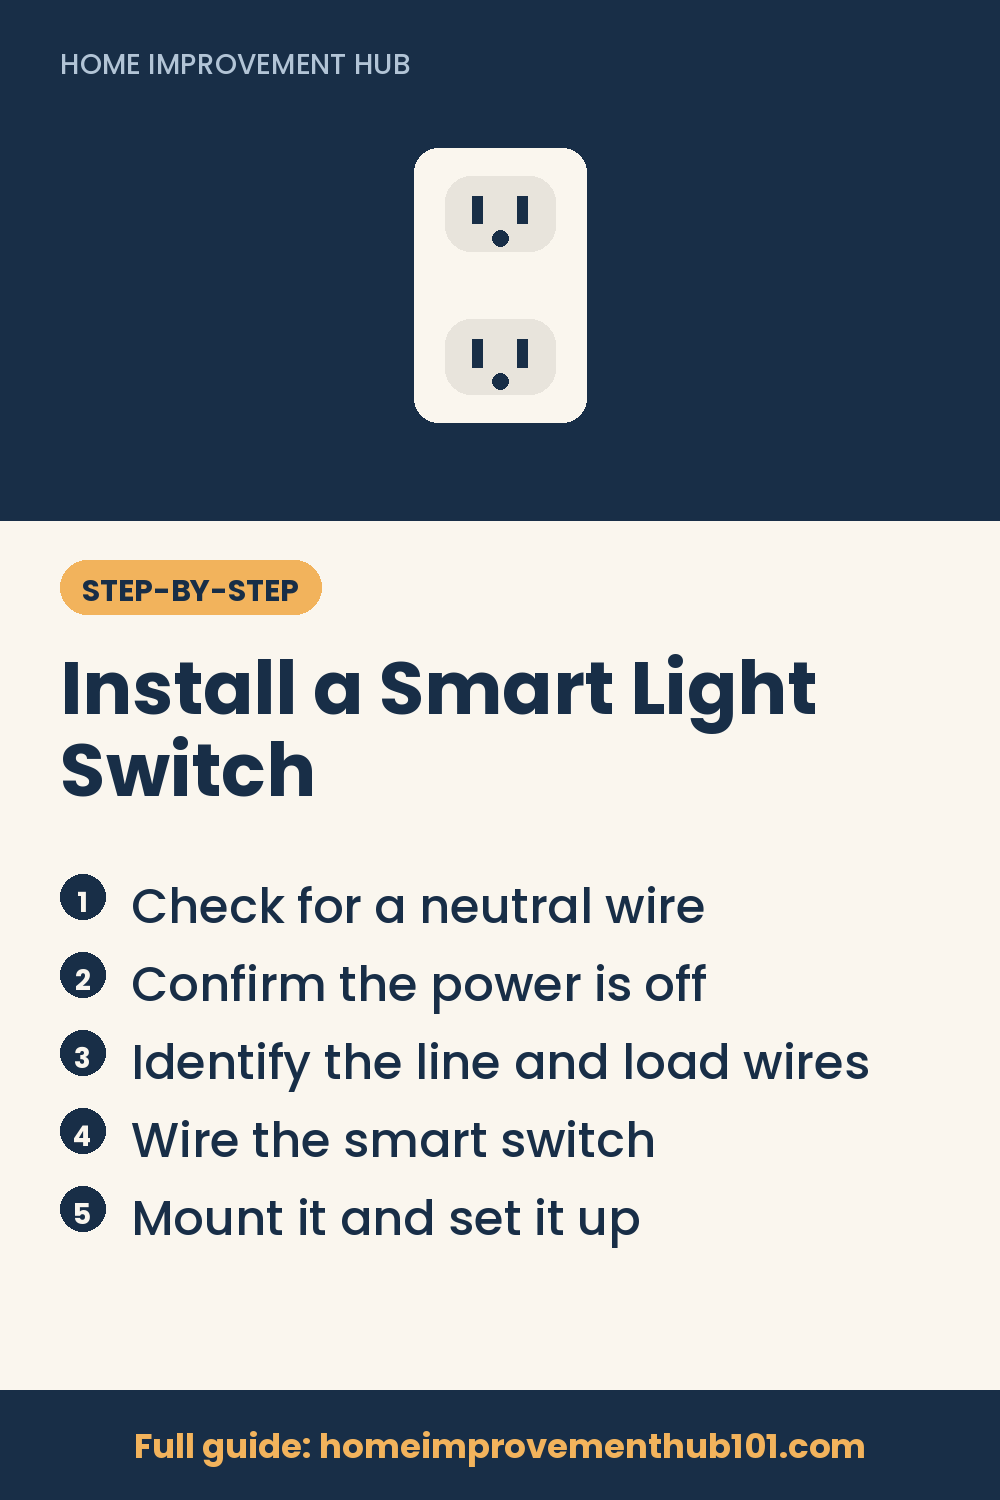 HOME IMPROVEMENT HUB
STEP-BY-STEP
Install a Smart Light
Switch
1 Check for a neutral wire
2 Confirm the power is off
3 Identify the line and load wires
4 Wire the smart switch
5 Mount it and set it up
Full guide: homeimprovementhub101.com